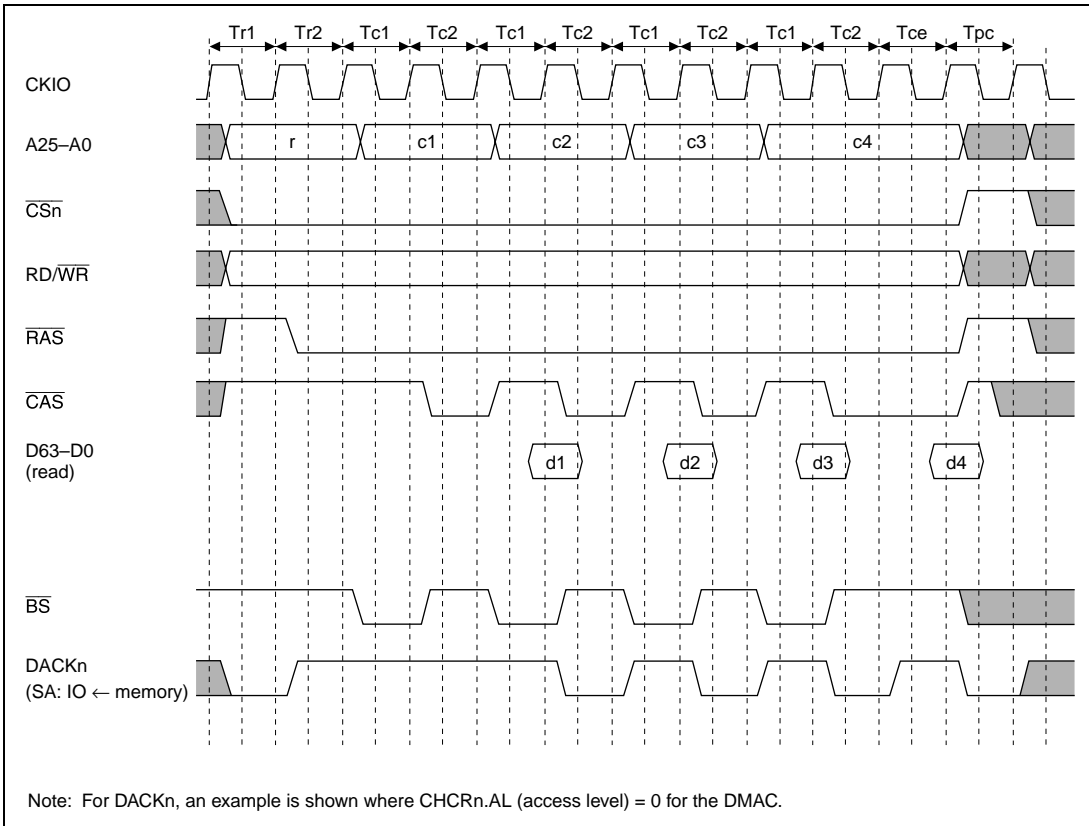 Tr1 Tr2 Tc1 Tc2 Tc1 Tc2 Tc1 Tc2 Tc1 Tc2 Tce Tpc
CKIO
A25–A0 r c1 c2 c3 c4
CSn
RD/WR
RAS
CAS
D63–D0
(read)
d1 d2 d3 d4
BS
DACKn
(SA: IO ← memory)
Note: For DACKn, an example is shown where CHCRn.AL (access level) = 0 for the DMAC.